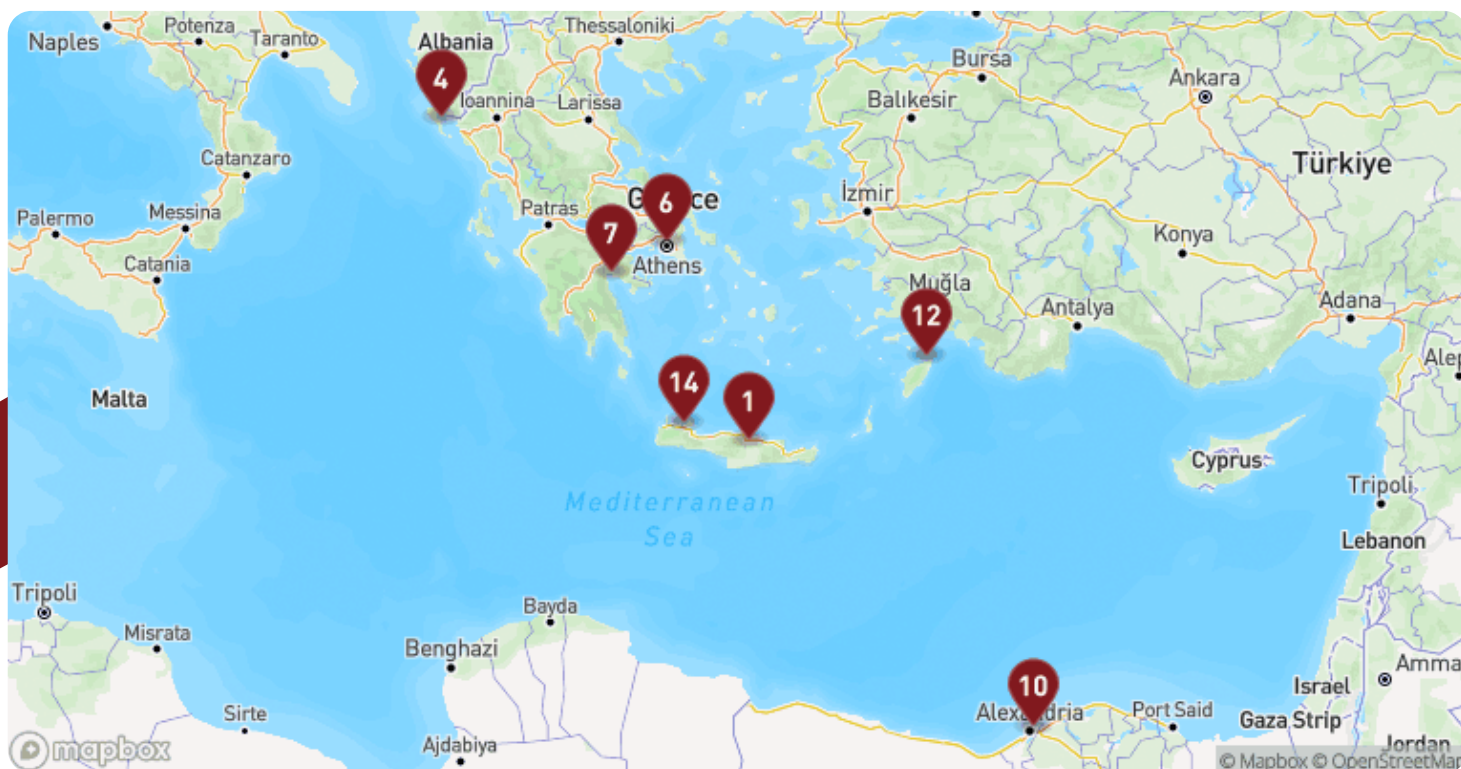 Naples
Potenza
Taranto
Albania
Thessaloniki
Bursa
Ankara
4
Ioannina
Larissa
Balıkesir
Catanzaro
Türkiye
İzmir
Palermo
Messina
Patras
6
7
Konya
Catania
Athens
Muğla
Antalya
Adana
12
Malta
14
1
Cyprus
Mediterranean
Sea
Tripoli
Lebanon
Tripoli
Bayda
Misrata
Benghazi
10
Israel
Sirte
Alexandria
Port Said
Gaza Strip
Ajdabiya
Jordan
mapbox
© Mapbox © OpenStreetMap